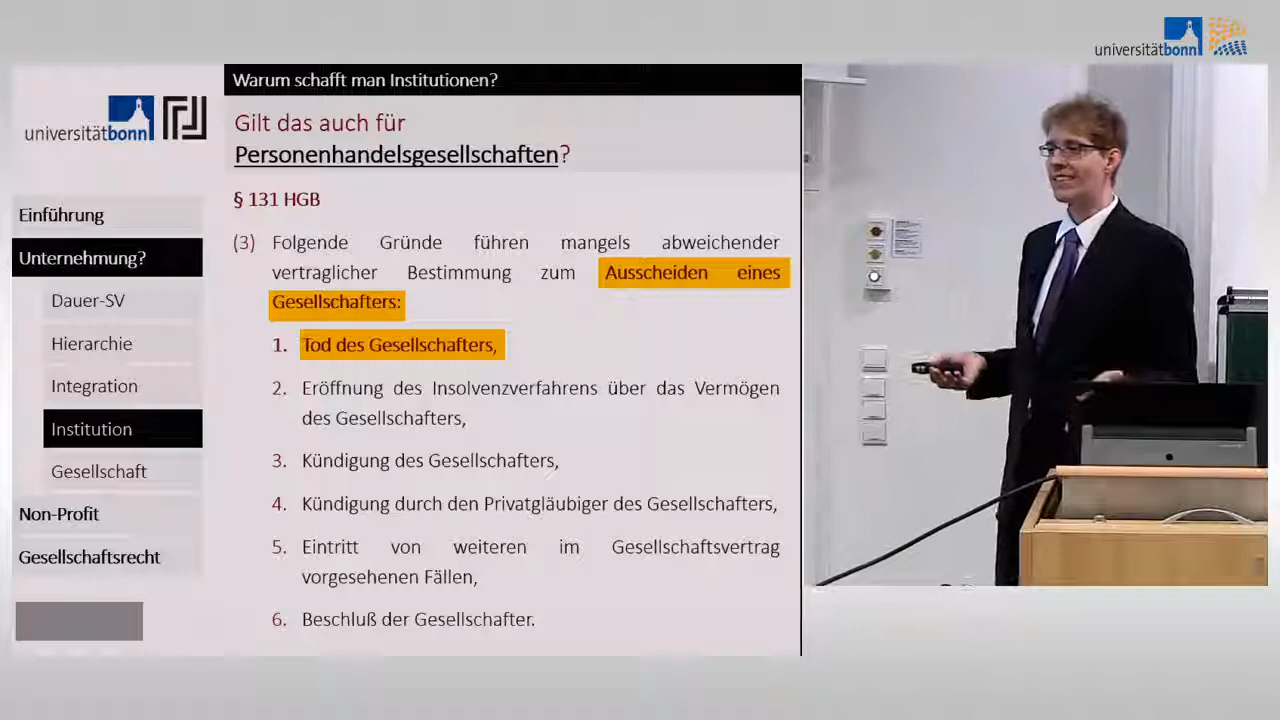 universitätbonn
universitätbonn
Einführung
Unternehmung?
Dauer-SV
Hierarchie
Integration
Institution
Gesellschaft
Non-Profit
Gesellschaftsrecht
Warum schafft man Institutionen?
Gilt das auch für
Personenhandelsgesellschaften?
§ 131 HGB
(3) Folgende Gründe führen mangels abweichender
vertraglicher Bestimmung zum Ausscheiden eines
Gesellschafters:
1. Tod des Gesellschafters,
2. Eröffnung des Insolvenzverfahrens über das Vermögen
des Gesellschafters,
3. Kündigung des Gesellschafters,
4. Kündigung durch den Privatgläubiger des Gesellschafters,
5. Eintritt von weiteren im Gesellschaftsvertrag
vorgesehenen Fällen,
6. Beschluß der Gesellschafter.